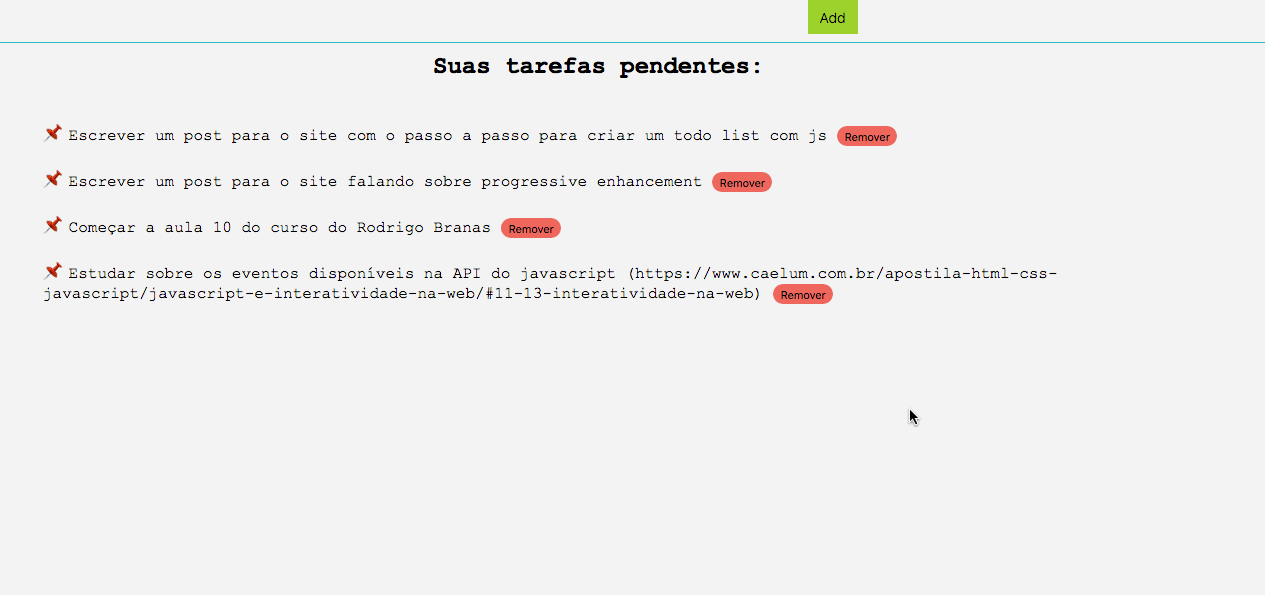 Add
Suas tarefas pendentes:
Escrever um post para o site com o passo a passo para criar um todo list com js Remover
Escrever um post para o site falando sobre progressive enhancement Remover
Começar a aula 10 do curso do Rodrigo Branas Remover
Estudar sobre os eventos disponíveis na API do javascript (https://www.caelum.com.br/apostila-html-css-
javascript/javascript-e-interatividade-na-web/#11-13-interatividade-na-web) Remover